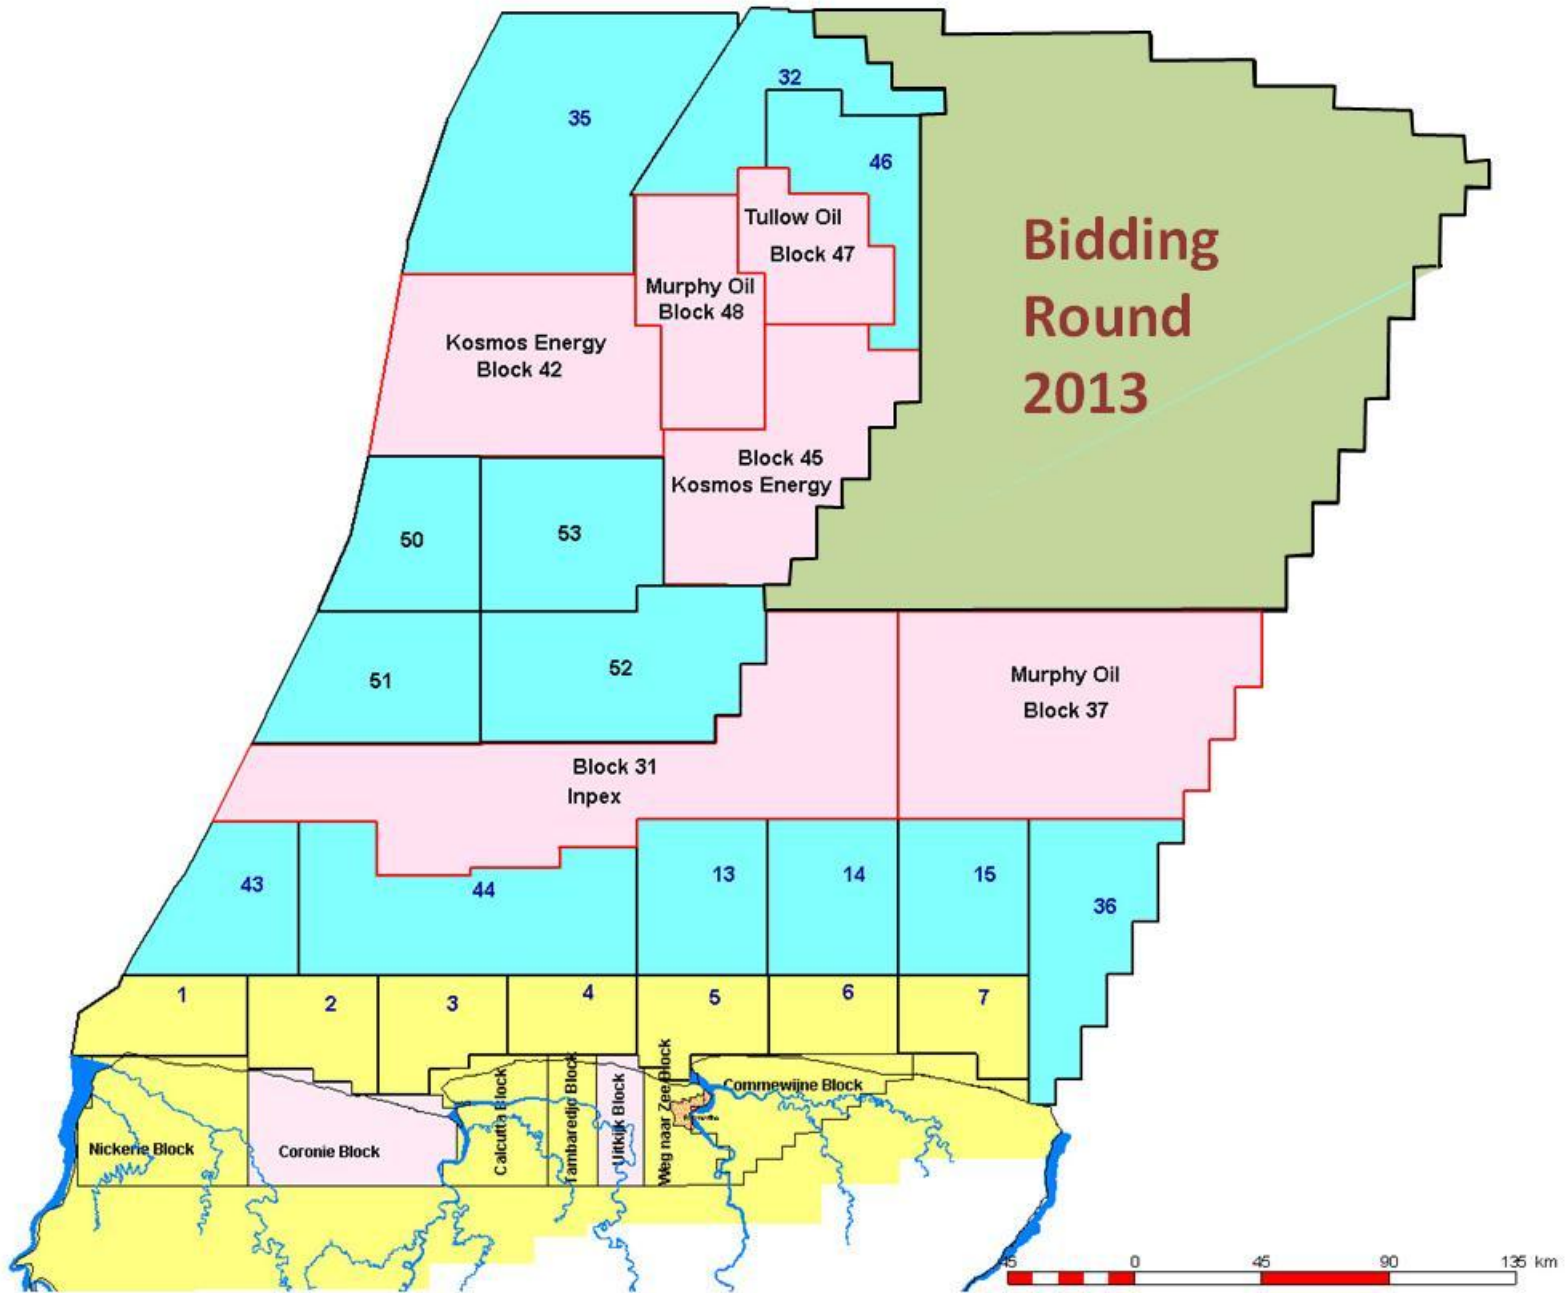 32
35
46
Tullow Oil
Block 47
Bidding
Round
2013
Murphy Oil
Block 48
Kosmos Energy
Block 42
Block 45
Kosmos Energy
50
53
51
52
Murphy Oil
Block 37
Block 31
Inpex
43
44
13
14
15
36
1
2
3
4
5
6
7
Nickerie Block
Coronie Block
Calcutta Block
Tambaredjo Block
Uitkijk Block
Weg naar Zee Block
Commewijne Block
45 0 45 90 135 km